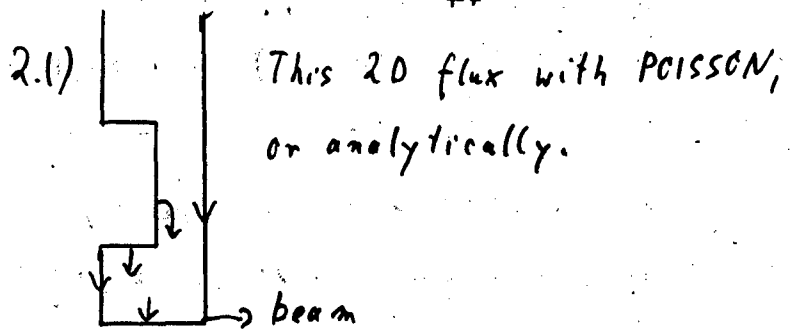 2.1) This 2D flux with POISSON,
or analytically.
beam